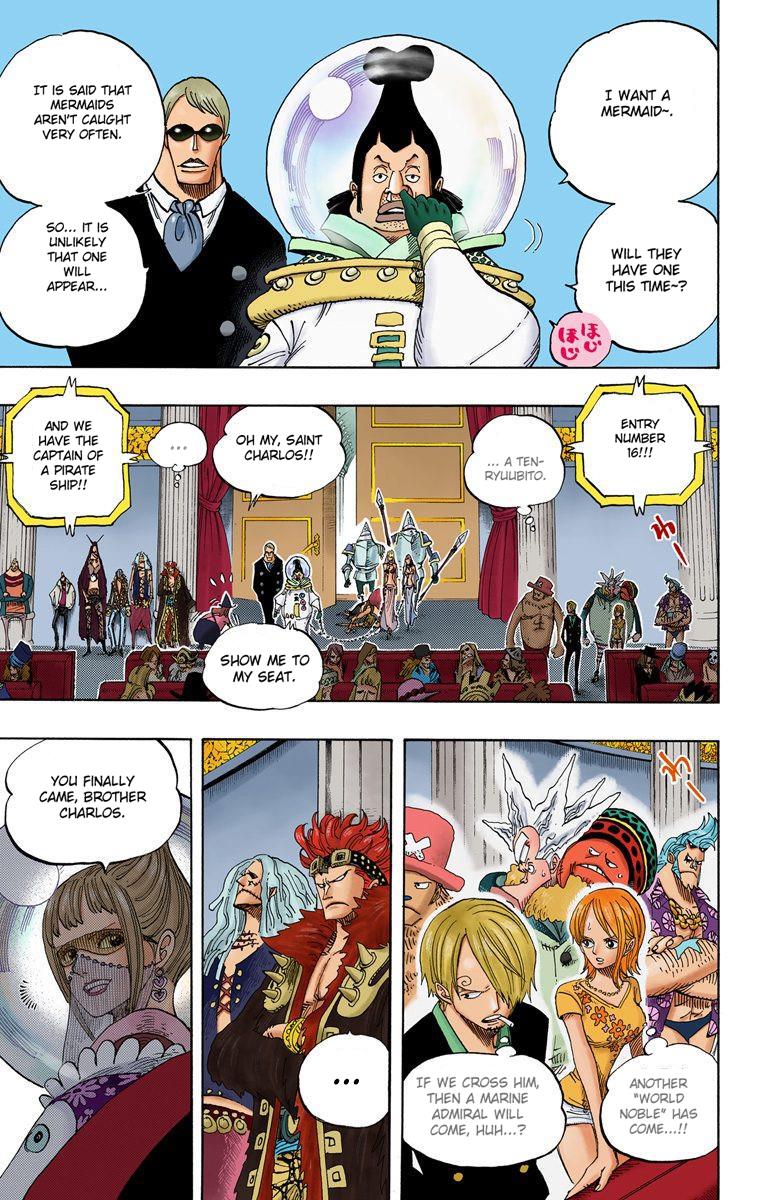 I WANT A
MERMAID~.
WILL THEY
HAVE ONE
THIS TIME~?
ほじ
ほじ
IT IS SAID THAT
MERMAIDS
AREN'T CAUGHT
VERY OFTEN.
SO... IT IS
UNLIKELY
THAT ONE
WILL
APPEAR...
ENTRY
NUMBER
16!!!
わー
... A TEN-
RYUUBITO.
OH MY, SAINT
CHARLOS!!
SHOW ME TO
MY SEAT.
...
AND WE
HAVE THE
CAPTAIN OF
A PIRATE
SHIP!!
わー
ANOTHER
"WORLD
NOBLE" HAS
COME...!!
IF WE CROSS HIM,
THEN A MARINE
ADMIRAL WILL
COME, HUH...?
...
YOU FINALLY
CAME, BROTHER
CHARLOS.